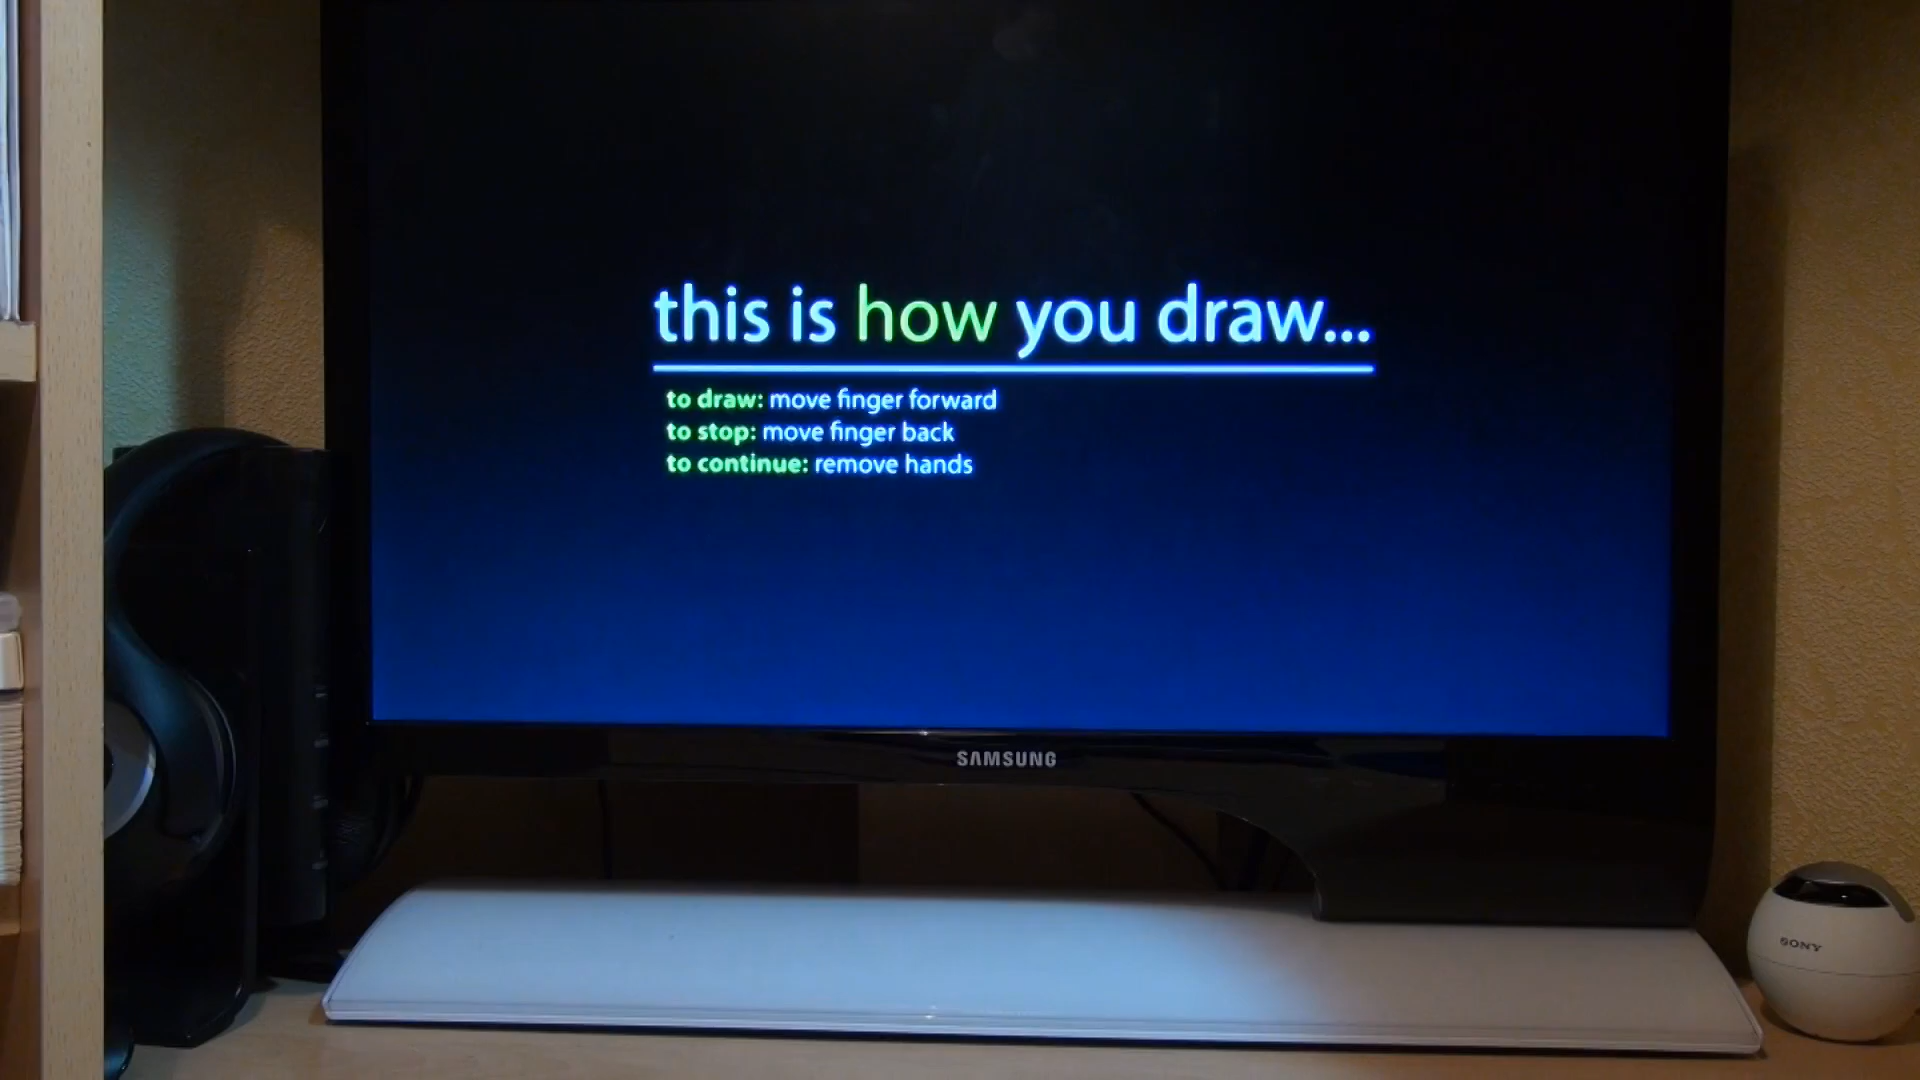 this is how you draw...
to draw: move finger forward
to stop: move finger back
to continue: remove hands
SAMSUNG
SONY